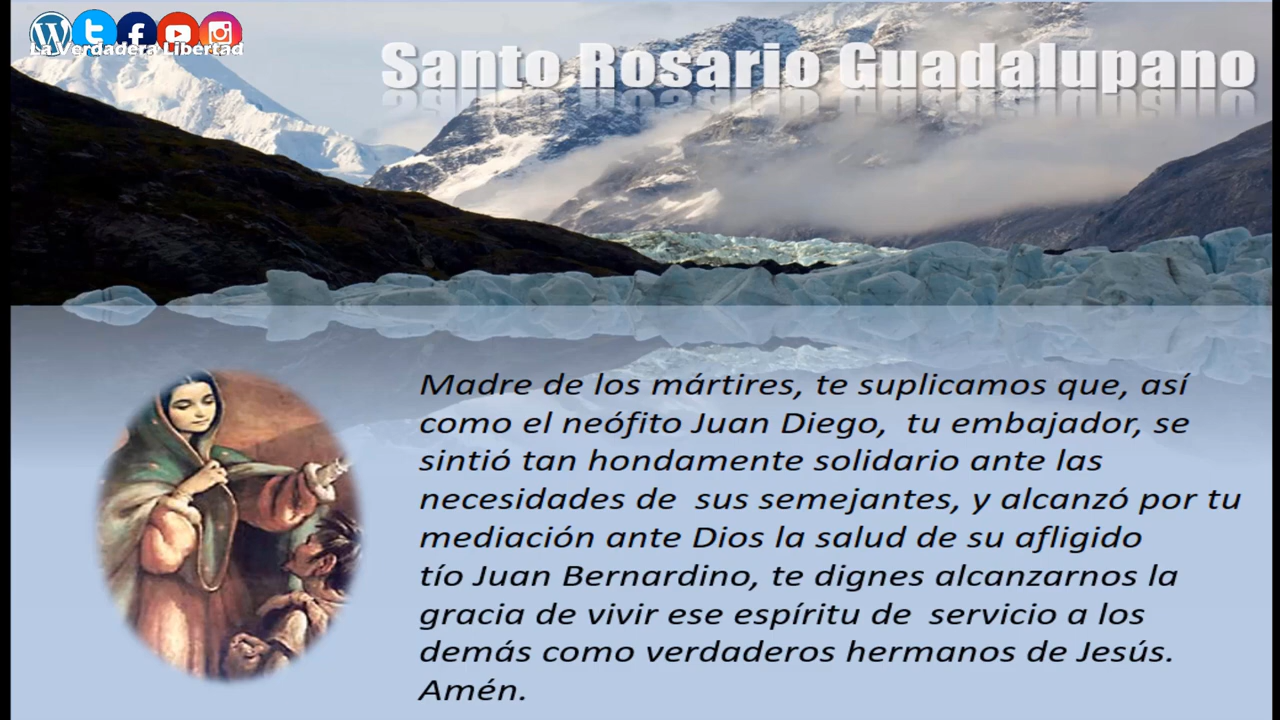 La Verdadera Libertad
Santo Rosario Guadalupano
Madre de los mártires, te suplicamos que, así
como el neófito Juan Diego, tu embajador, se
sintió tan hondamente solidario ante las
necesidades de sus semejantes, y alcanzó por tu
mediación ante Dios la salud de su afligido
tío Juan Bernardino, te dignes alcanzarnos la
gracia de vivir ese espíritu de servicio a los
demás como verdaderos hermanos de Jesús.
Amén.